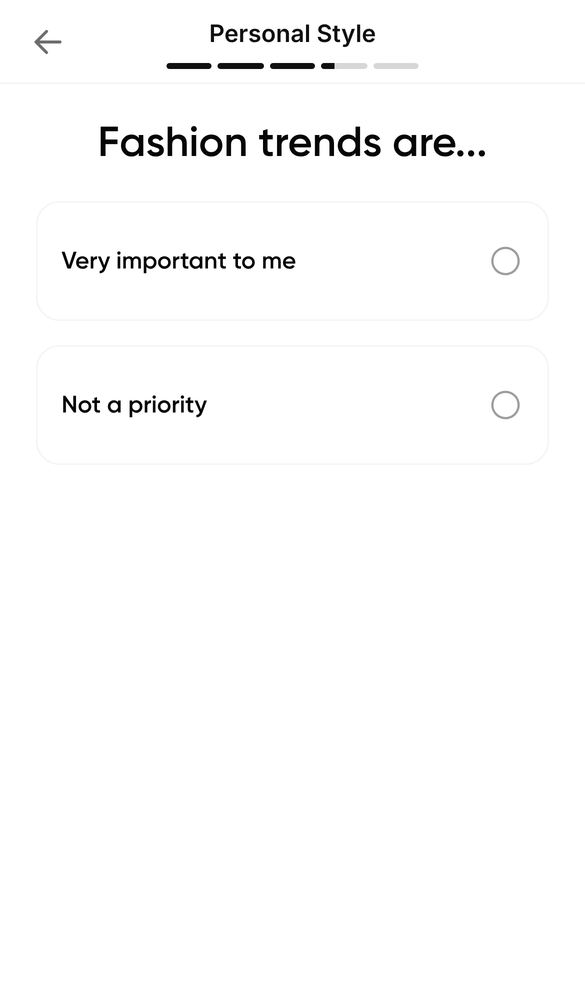 Personal Style
Fashion trends are...
Very important to me
Not a priority